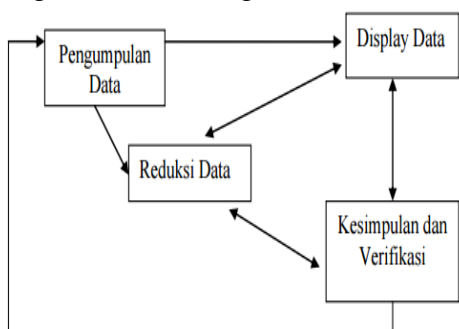 Pengumpulan
Data
Display Data
Reduksi Data
Kesimpulan dan
Verifikasi